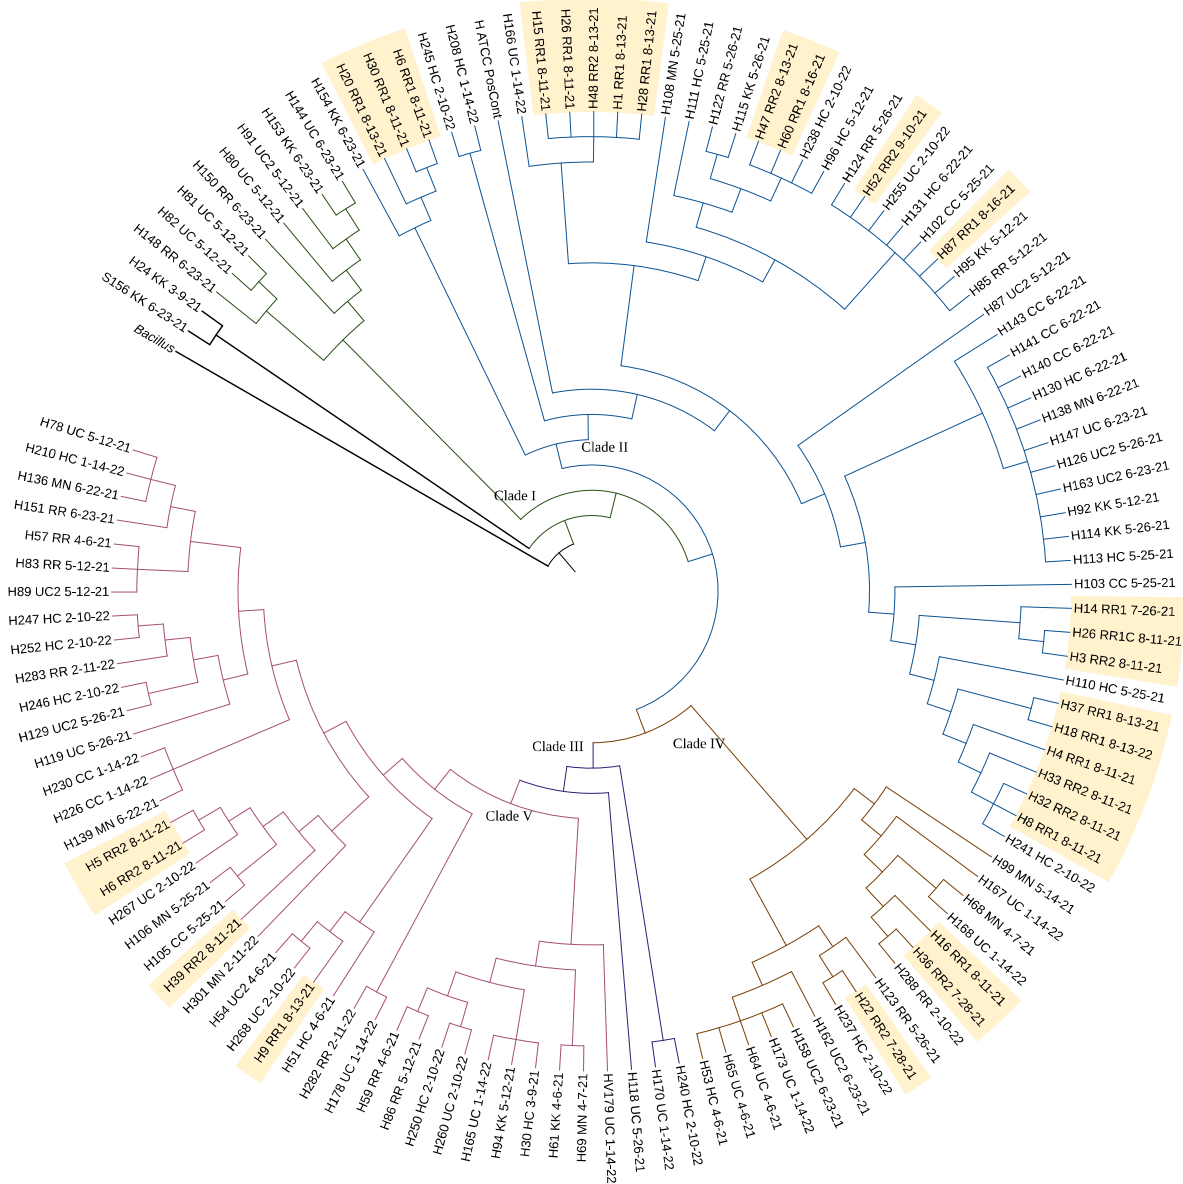 Bacillus
S156 KK 6-23-21
H24 KK 3-9-21
H148 RR 6-23-21
H82 UC 5-12-21
H81 UC 5-12-21
H150 RR 6-23-21
H80 UC 5-12-21
H91 UC2 5-12-21
H153 KK 6-23-21
H144 UC 6-23-21
H154 KK 6-23-21
H20 RR1 8-13-21
H30 RR1 8-11-21
H6 RR1 8-11-21
H245 HC 2-10-22
H208 HC 1-14-22
H ATCC PosCont
H166 UC 1-14-22
H15 RR1 8-11-21
H26 RR1 8-11-21
H48 RR2 8-13-21
H1 RR1 8-13-21
H28 RR1 8-13-21
H108 MN 5-25-21
H111 HC 5-25-21
H122 RR 5-26-21
H115 KK 5-26-21
H47 RR2 8-13-21
H60 RR1 8-16-21
H238 HC 2-10-22
H96 HC 5-12-21
H124 RR 5-26-21
H52 RR2 9-10-21
H255 UC 2-10-22
H131 HC 6-22-21
H102 CC 5-25-21
H87 RR1 8-16-21
H95 KK 5-12-21
H85 RR 5-12-21
H87 UC2 5-12-21
H143 CC 6-22-21
H141 CC 6-22-21
H140 CC 6-22-21
H130 HC 6-22-21
H138 MN 6-22-21
H147 UC 6-23-21
H126 UC2 5-26-21
H163 UC2 6-23-21
H92 KK 5-12-21
H114 KK 5-26-21
H113 HC 5-25-21
H103 CC 5-25-21
H14 RR1 7-26-21
H26 RR1C 8-11-21
H3 RR2 8-11-21
H110 HC 5-25-21
H37 RR1 8-13-21
H18 RR1 8-13-22
H4 RR1 8-11-21
H33 RR2 8-11-21
H32 RR2 8-11-21
H8 RR1 8-11-21
H241 HC 2-10-22
H99 MN 5-14-21
H167 UC 1-14-22
H68 MN 4-7-21
H168 UC 1-14-22
H16 RR1 8-11-21
H36 RR2 7-28-21
H288 RR 2-10-22
H123 RR 5-26-21
H22 RR2 7-28-21
H237 HC 2-10-22
H162 UC2 6-23-21
H158 UC2 6-23-21
H173 UC 1-14-22
H64 UC 4-6-21
H65 UC 4-6-21
H53 HC 4-6-21
H240 HC 2-10-22
H170 UC 1-14-22
H118 UC 5-26-21
HV179 UC 1-14-22
H69 MN 4-7-21
H61 KK 4-6-21
H30 HC 3-9-21
H94 KK 5-12-21
H165 UC 1-14-22
H260 UC 2-10-22
H250 HC 2-10-22
H86 RR 5-12-21
H59 RR 4-6-21
H178 UC 1-14-22
H282 RR 2-11-22
H51 HC 4-6-21
H9 RR1 8-13-21
H268 UC 2-10-22
H54 UC2 4-6-21
H301 MN 2-11-22
H39 RR2 8-11-21
H105 CC 5-25-21
H106 MN 5-25-21
H267 UC 2-10-22
H6 RR2 8-11-21
H5 RR2 8-11-21
H139 MN 6-22-21
H226 CC 1-14-22
H230 CC 1-14-22
H119 UC 5-26-21
H129 UC2 5-26-21
H246 HC 2-10-22
H283 RR 2-11-22
H252 HC 2-10-22
H247 HC 2-10-22
H89 UC2 5-12-21
H83 RR 5-12-21
H57 RR 4-6-21
H151 RR 6-23-21
H136 MN 6-22-21
H210 HC 1-14-22
H78 UC 5-12-21
Clade II
Clade I
Clade III
Clade IV
Clade V